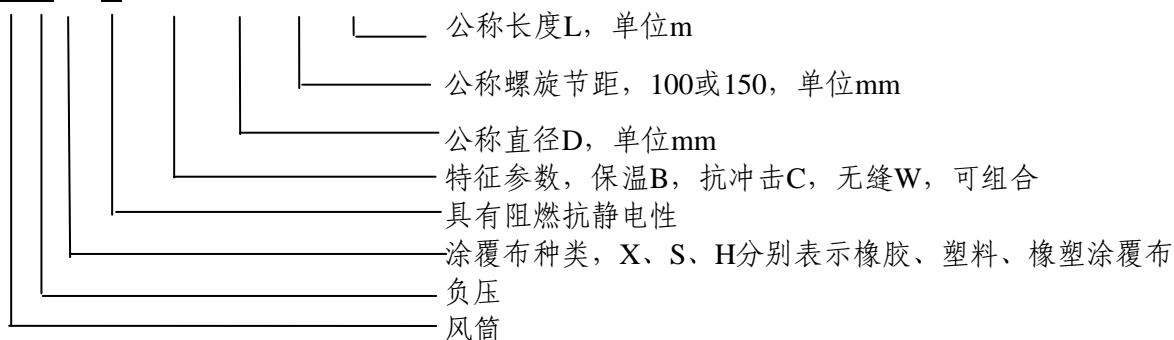 公称长度L，单位m
公称螺旋节距，100或150，单位mm
公称直径D，单位mm
特征参数，保温B，抗冲击C，无缝W，可组合
具有阻燃抗静电性
涂覆布种类，X、S、H分别表示橡胶、塑料、橡塑涂覆布
负压
风筒